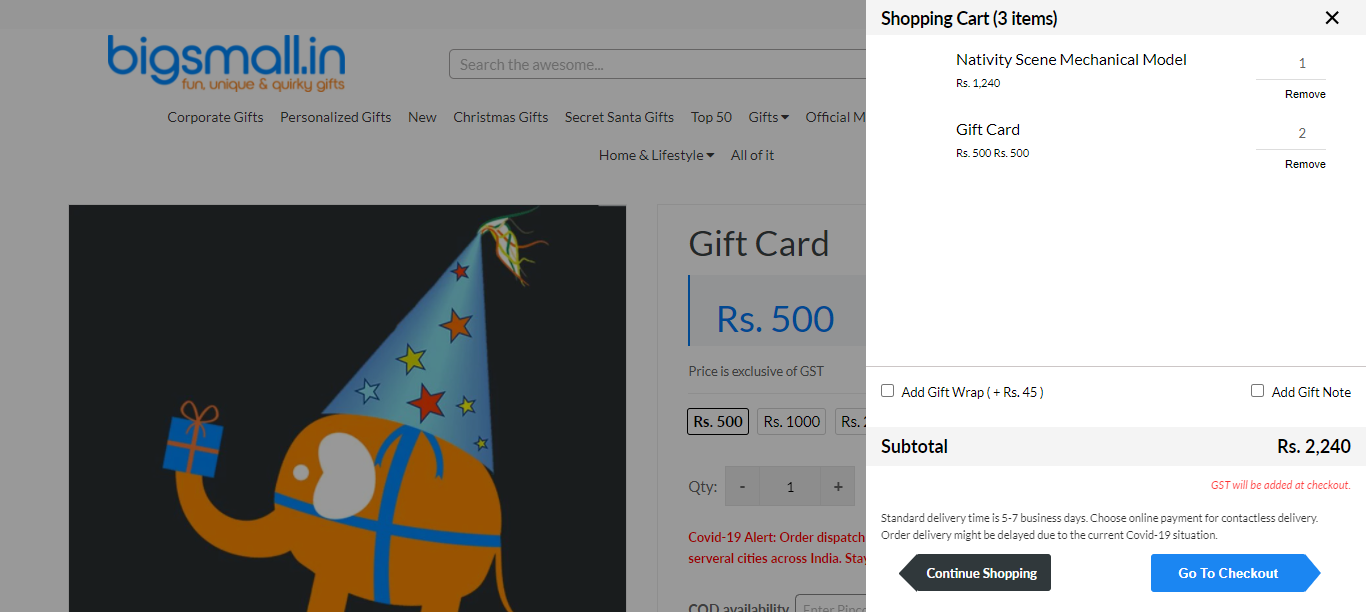 bigsmall.in
fun, unique & quirky gifts
Search the awesome...
Corporate Gifts Personalized Gifts New Christmas Gifts Secret Santa Gifts Top 50 Gifts Official M
Home & Lifestyle All of it
Gift Card
Rs. 500
Price is exclusive of GST
Rs. 500 Rs. 1000 Rs.
Qty: - 1 +
Covid-19 Alert: Order dispatch
serveral cities across India. Stay
COD availability Enter Pinco
Shopping Cart (3 items)
Nativity Scene Mechanical Model 1
Rs. 1,240
Remove
Gift Card 2
Rs. 500 Rs. 500
Remove
Add Gift Wrap ( + Rs. 45 ) Add Gift Note
Subtotal Rs. 2,240
GST will be added at checkout.
Standard delivery time is 5-7 business days. Choose online payment for contactless delivery.
Order delivery might be delayed due to the current Covid-19 situation.
Continue Shopping Go To Checkout